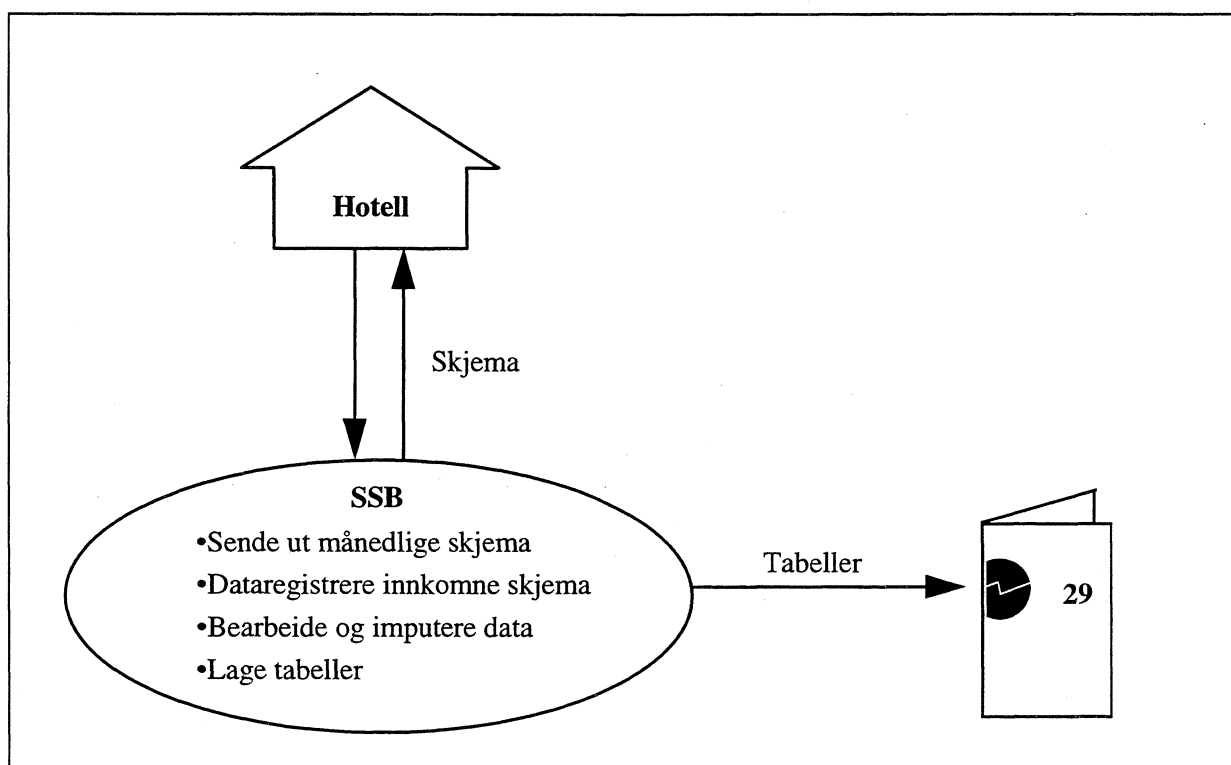 Hotell
Skjema
SSB
•Sende ut månedlige skjema
•Dataregistrere innkomne skjema
•Bearbeide og imputere data
•Lage tabeller
Tabeller
29